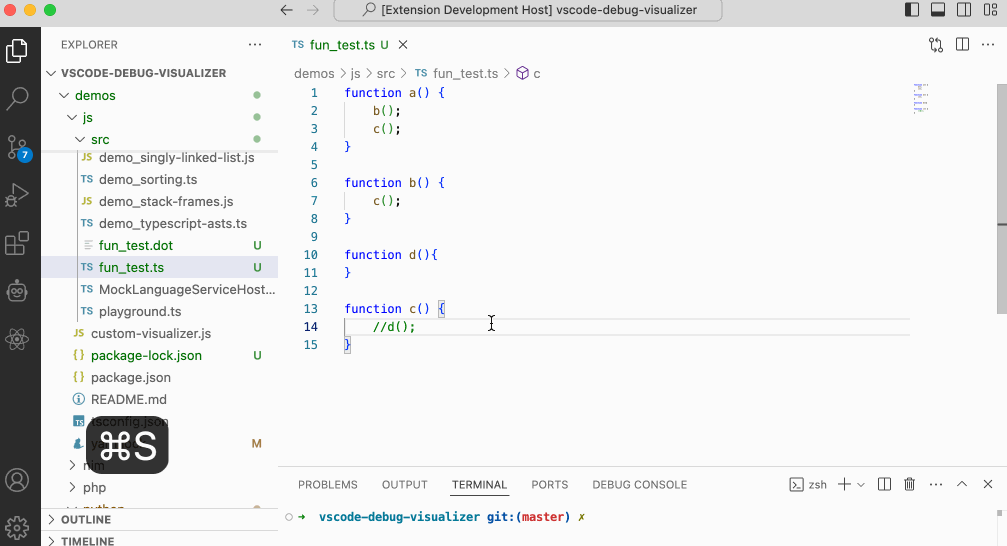 [Extension Development Host] vscode-debug-visualizer
EXPLORER
VSCODE-DEBUG-VISUALIZER
demos
js
src
JS demo_singly-linked-list.js
TS demo_sorting.ts
JS demo_stack-frames.js
TS demo_typescript-asts.ts
fun_test.dot U
TS fun_test.ts U
TS MockLanguageServiceHost...
TS playground.ts
JS custom-visualizer.js
{} package-lock.json U
{} package.json
README.md
TS tsconfig.json
M
⌘S
nim
php
python
OUTLINE
TIMELINE
7
TS fun_test.ts U
demos > js > src > TS fun_test.ts > c
1 function a() {
2 b();
3 c();
4 }
5
6 function b() {
7 c();
8 }
9
10 function d(){
11 }
12
13 function c() {
14 //d();
15 }
PROBLEMS OUTPUT TERMINAL PORTS DEBUG CONSOLE
zsh
➜ vscode-debug-visualizer git:(master) ✗